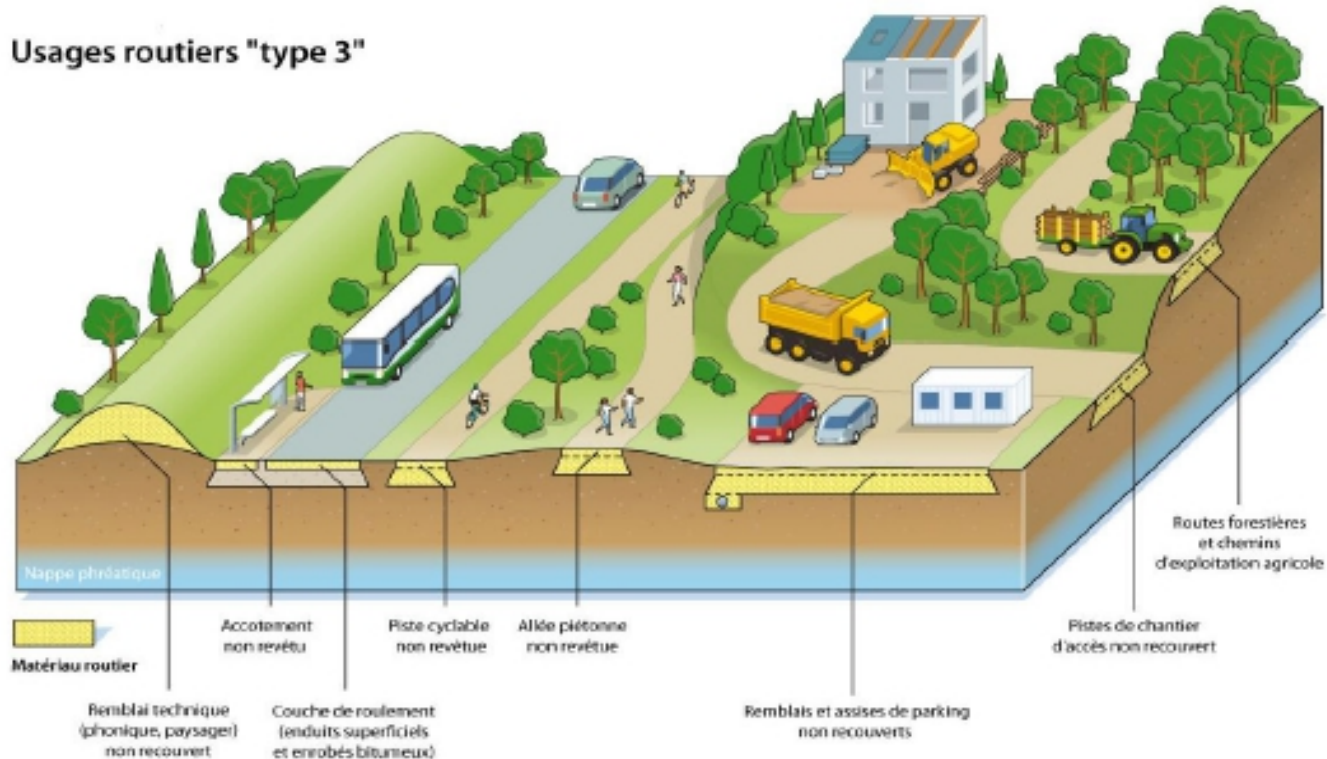 Usages routiers "type 3"
Nappe phréatique
Matériau routier
Remblai technique
(phonique, paysager)
non recouvert
Accotement
non revêtu
Couche de roulement
(enduits superficiels
et enrobés bitumeux)
Piste cyclable
non revêtue
Allée piétonne
non revêtue
Remblais et assises de parking
non recouverts
Pistes de chantier
d'accès non recouvert
Routes forestières
et chemins
d'exploitation agricole